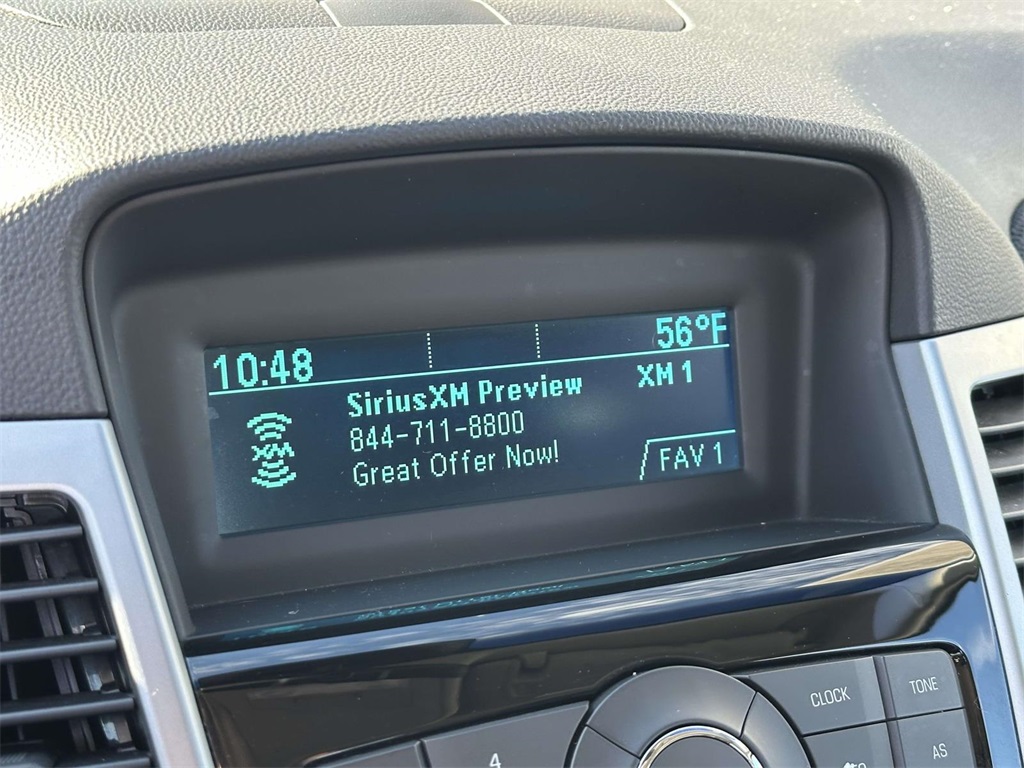 10:48 56°F
SiriusXM Preview XM 1
844-711-8800
XM
Great Offer Now! FAV 1
CLOCK TONE
4 AS